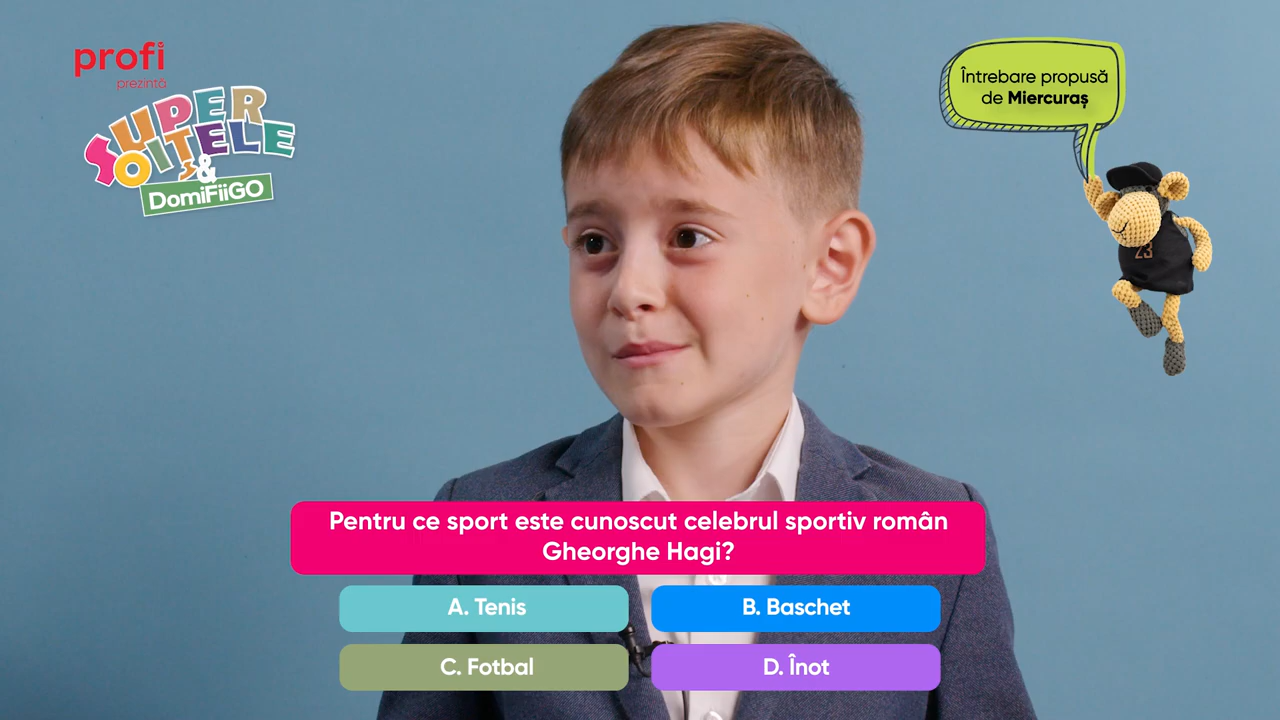 profi
prezintă
SUPER
ȘOIȚELE
&
DomiFiiGO
Întrebare propusă
de Miercuraș
23
Pentru ce sport este cunoscut celebrul sportiv român
Gheorghe Hagi?
A. Tenis
B. Baschet
C. Fotbal
D. Înot